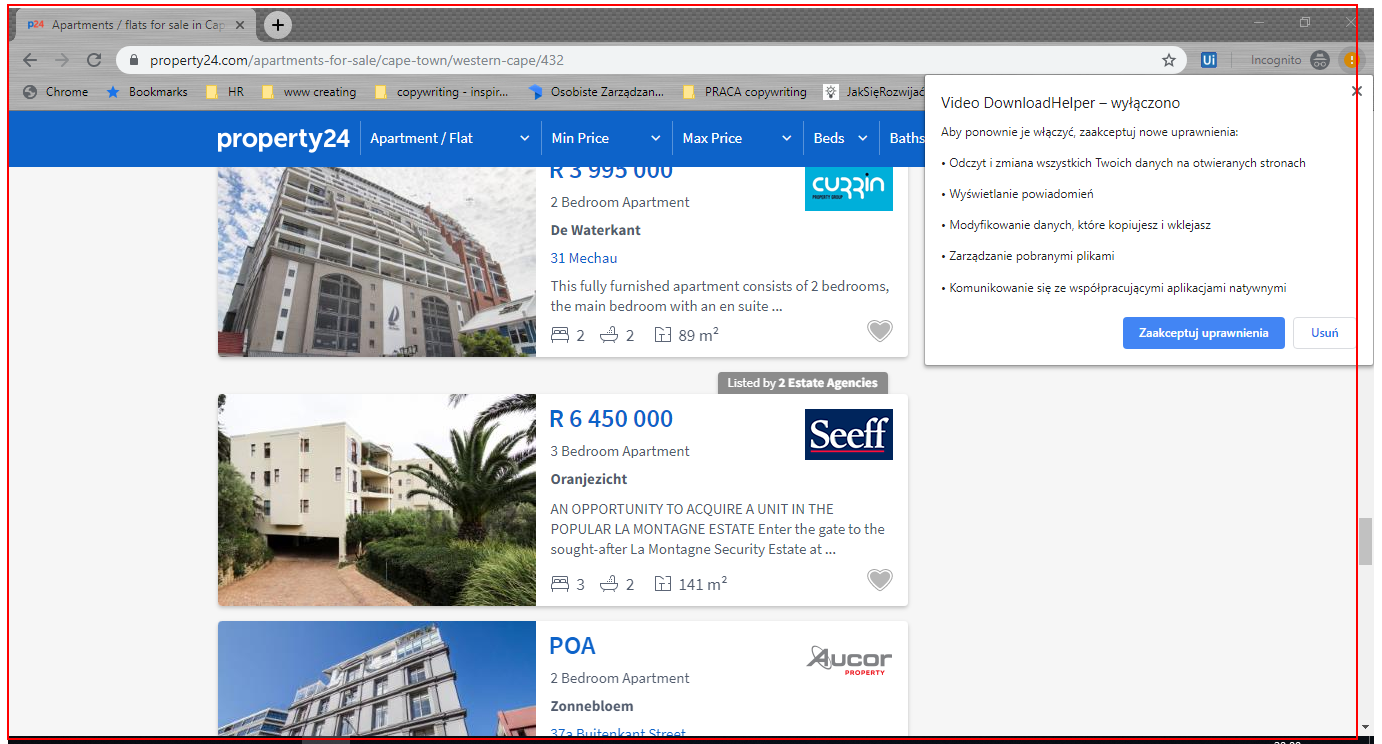 p24 Apartments / flats for sale in Cap
property24.com/apartments-for-sale/cape-town/western-cape/432
Ui
Incognito
Chrome
Bookmarks
HR
www creating
copywriting - inspir...
Osobiste Zarządzan...
PRACA copywriting
JakSięRozwijać
property24
Apartment / Flat
Min Price
Max Price
Beds
Baths
Video DownloadHelper – wyłączono
Aby ponownie je włączyć, zaakceptuj nowe uprawnienia:
• Odczyt i zmiana wszystkich Twoich danych na otwieranych stronach
• Wyświetlanie powiadomień
• Modyfikowanie danych, które kopiujesz i wklejasz
• Zarządzanie pobranymi plikami
• Komunikowanie się ze współpracującymi aplikacjami natywnymi
Zaakceptuj uprawnienia
Usuń
R 3 995 000
CURRIN
PROPERTY GROUP
2 Bedroom Apartment
De Waterkant
31 Mechau
This fully furnished apartment consists of 2 bedrooms,
the main bedroom with an en suite ...
2 2 89 m²
Listed by 2 Estate Agencies
R 6 450 000
Seeff
3 Bedroom Apartment
Oranjezicht
AN OPPORTUNITY TO ACQUIRE A UNIT IN THE
POPULAR LA MONTAGNE ESTATE Enter the gate to the
sought-after La Montagne Security Estate at ...
3 2 141 m²
POA
Aucor
PROPERTY
2 Bedroom Apartment
Zonnebloem
37a Buitenkant Street